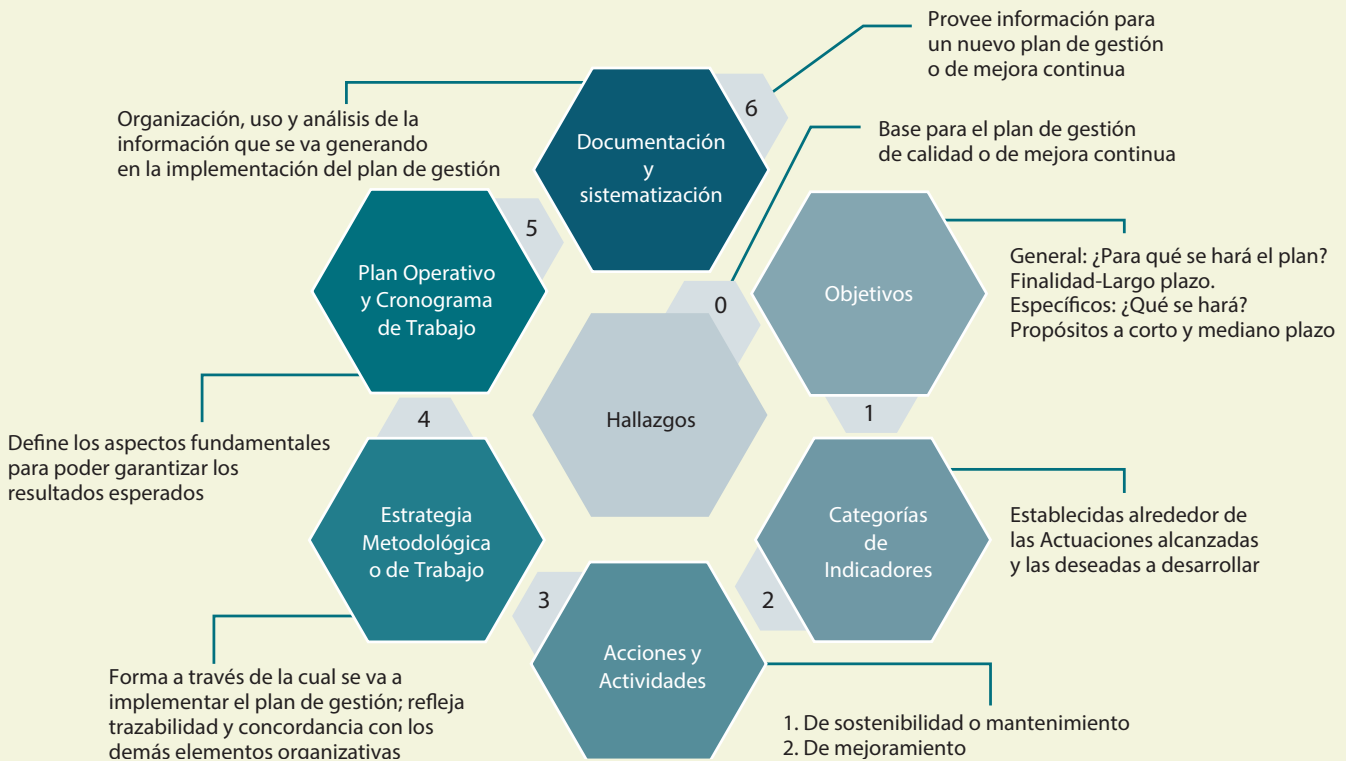 Provee información para
un nuevo plan de gestión
o de mejora continua
6
Organización, uso y análisis de la
información que se va generando
en la implementación del plan de gestión
Documentación
y
sistematización
Base para el plan de gestión
de calidad o de mejora continua
5
Plan Operativo
y Cronograma
de Trabajo
0
Objetivos
General: ¿Para qué se hará el plan?
Finalidad-Largo plazo.
Específicos: ¿Qué se hará?
Propósitos a corto y mediano plazo
Hallazgos
1
4
Define los aspectos fundamentales
para poder garantizar los
resultados esperados
Estrategia
Metodológica
o de Trabajo
Categorías
de
Indicadores
Establecidas alrededor de
las Actuaciones alcanzadas
y las deseadas a desarrollar
3
2
Acciones y
Actividades
Forma a través de la cual se va a
implementar el plan de gestión; refleja
trazabilidad y concordancia con los
demás elementos organizativas
1. De sostenibilidad o mantenimiento
2. De mejoramiento